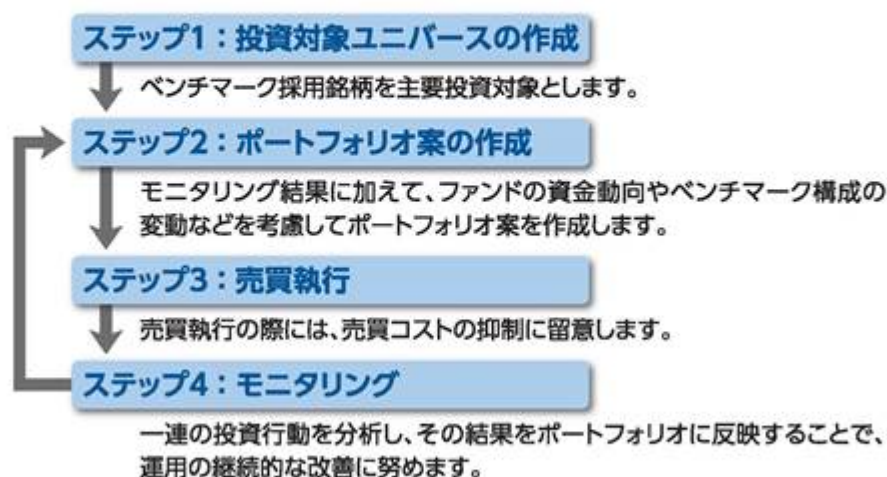 ステップ1：投資対象ユニバースの作成
ベンチマーク採用銘柄を主要投資対象とします。
ステップ2：ポートフォリオ案の作成
モニタリング結果に加えて、ファンドの資金動向やベンチマーク構成の
変動などを考慮してポートフォリオ案を作成します。
ステップ3：売買執行
売買執行の際には、売買コストの抑制に留意します。
ステップ4：モニタリング
一連の投資行動を分析し、その結果をポートフォリオに反映することで、
運用の継続的な改善に努めます。